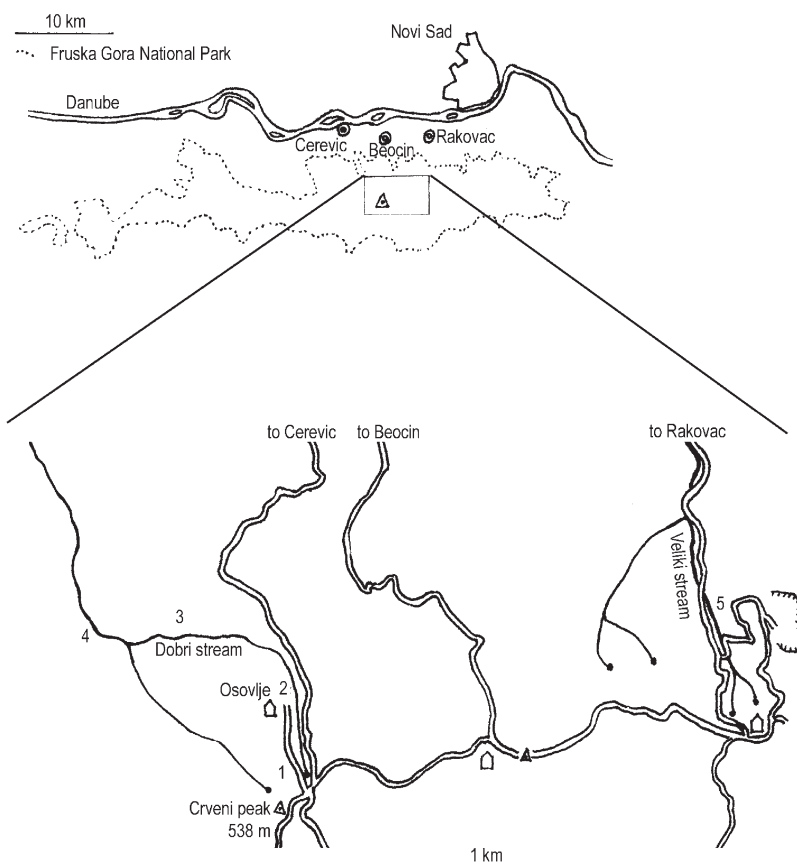 10 km
Fruska Gora National Park
Novi Sad
Danube
Cerevic
Beocin
Rakovac
to Cerevic
to Beocin
to Rakovac
Veliki stream
5
3
4
Dobri stream
Osovlje
2
1
Crveni peak
538 m
1 km